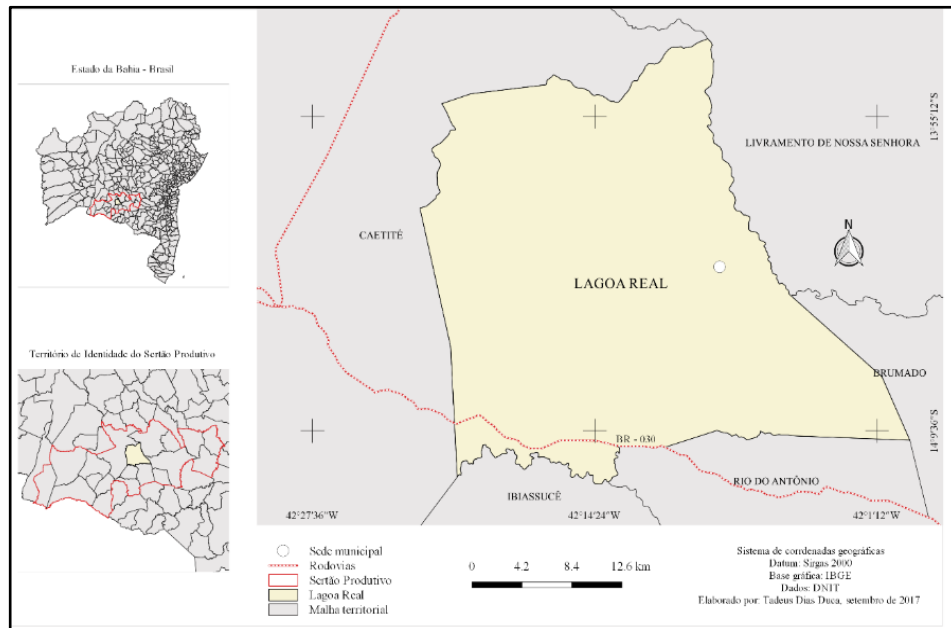 Estado da Bahia - Brasil
Território de Identidade do Sertão Produtivo
13°55'12"S
LIVRAMENTO DE NOSSA SENHORA
CAETITÉ
N
LAGOA REAL
BRUMADO
14°9'36"S
BR - 030
RIO DO ANTÔNIO
IBIASSUCÊ
42°27'36"W
42°14'24"W
42°1'12"W
Sede municipal
Rodovias
Sertão Produtivo
Lagoa Real
Malha territorial
0 4.2 8.4 12.6 km
Sistema de cordenadas geográficas
Datum: Sirgas 2000
Base gráfica: IBGE
Dados: DNIT
Elaborado por: Tadeus Dias Duca, setembro de 2017